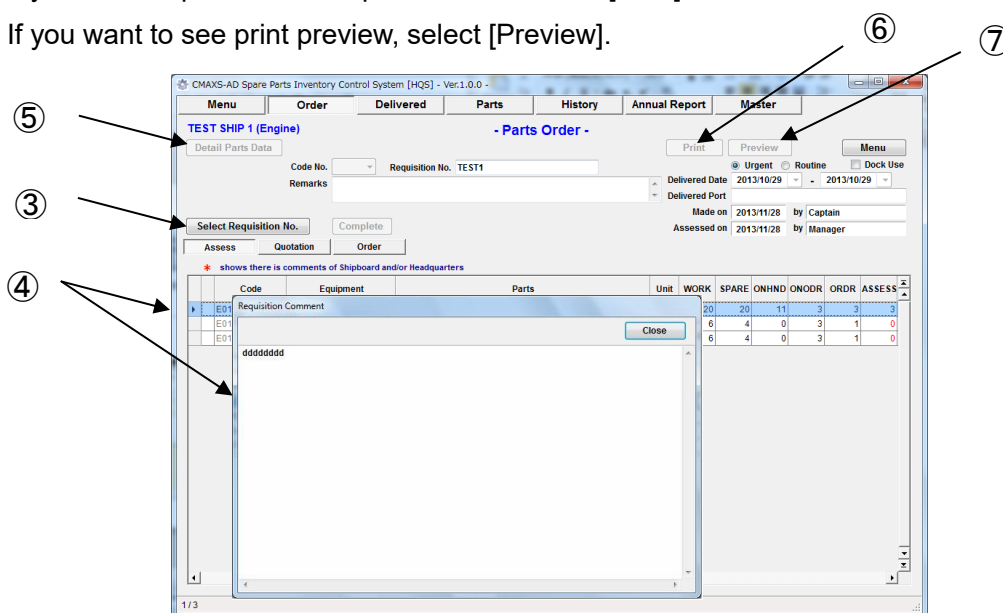 If you want to see print preview, select [Preview].
⑥
⑦
CMAXS-AD Spare Parts Inventory Control System [HQS] - Ver.1.0.0 -
Menu Order Delivered Parts History Annual Report Master
⑤
TEST SHIP 1 (Engine) - Parts Order -
Detail Parts Data Print Preview Menu
Urgent Routine Dock Use
Code No. Requisition No. TEST1
Delivered Date 2013/10/29 - 2013/10/29
Remarks
Delivered Port
③
Made on 2013/11/28 by Captain
Select Requisition No. Complete Assessed on 2013/11/28 by Manager
Assess Quotation Order
* shows there is comments of Shipboard and/or Headquarters
④
Code Equipment Parts Unit WORK SPARE ONHND ONODR ORDR ASSESS
E01 20 20 11 3 3 3
E01 6 4 0 3 1 0
E01 6 4 0 3 1 0
Requisition Comment
Close
dddddddd
1 / 3